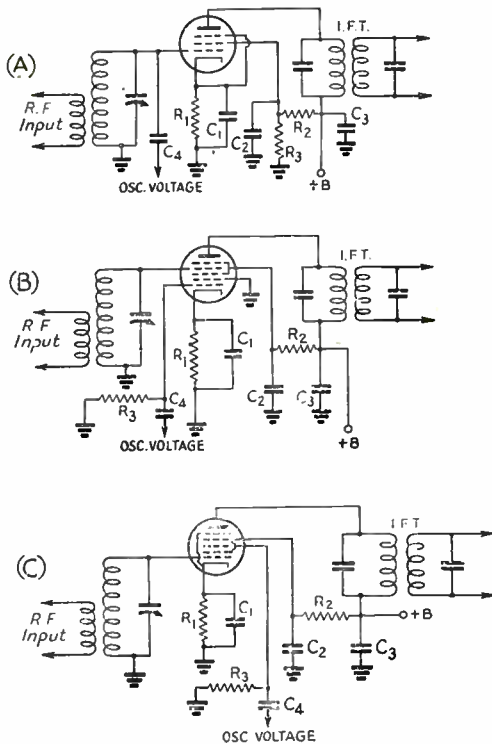 (A)
I.F.T.
R.F
Input
R₁
C₁
C₂
R₂
R₃
C₃
C₄
OSC. VOLTAGE
+B
(B)
I.F.T.
R F
Input
R₁
C₁
R₂
R₃
C₄
C₂
C₃
OSC. VOLTAGE
+B
(C)
I.F.T.
R F
Input
R₁
C₁
R₂
+B
C₂
C₃
R₃
C₄
OSC VOLTAGE